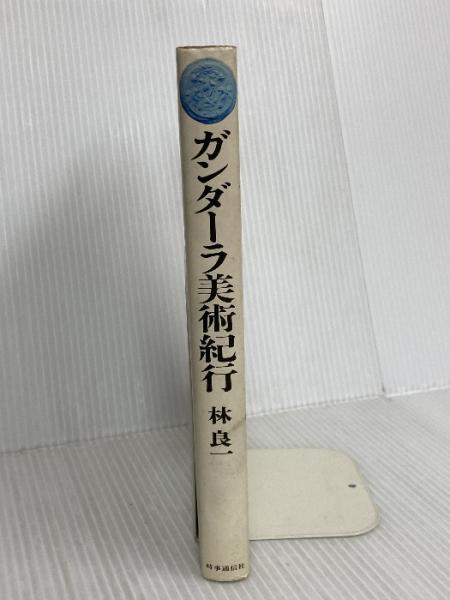 ガンダーラ美術紀行
林良一
時事通信社